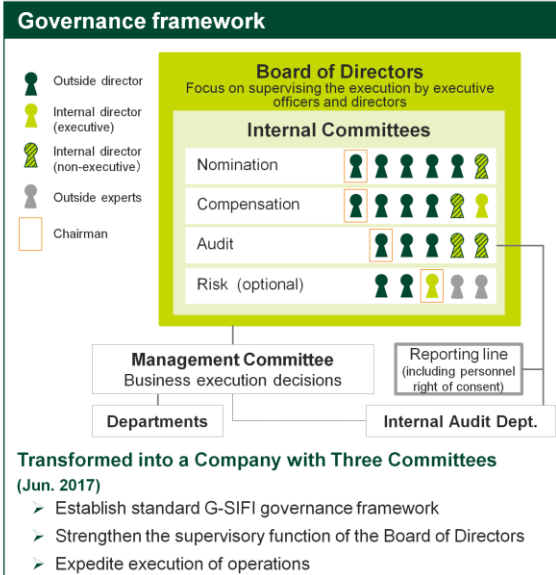 Governance framework
Outside director
Internal director
(executive)
Internal director
(non-executive)
Outside experts
Chairman
Board of Directors
Focus on supervising the execution by executive
officers and directors
Internal Committees
Nomination
Compensation
Audit
Risk (optional)
Management Committee
Business execution decisions
Reporting line
(including personnel
right of consent)
Departments
Internal Audit Dept.
Transformed into a Company with Three Committees
(Jun. 2017)
➢ Establish standard G-SIFI governance framework
➢ Strengthen the supervisory function of the Board of Directors
➢ Expedite execution of operations